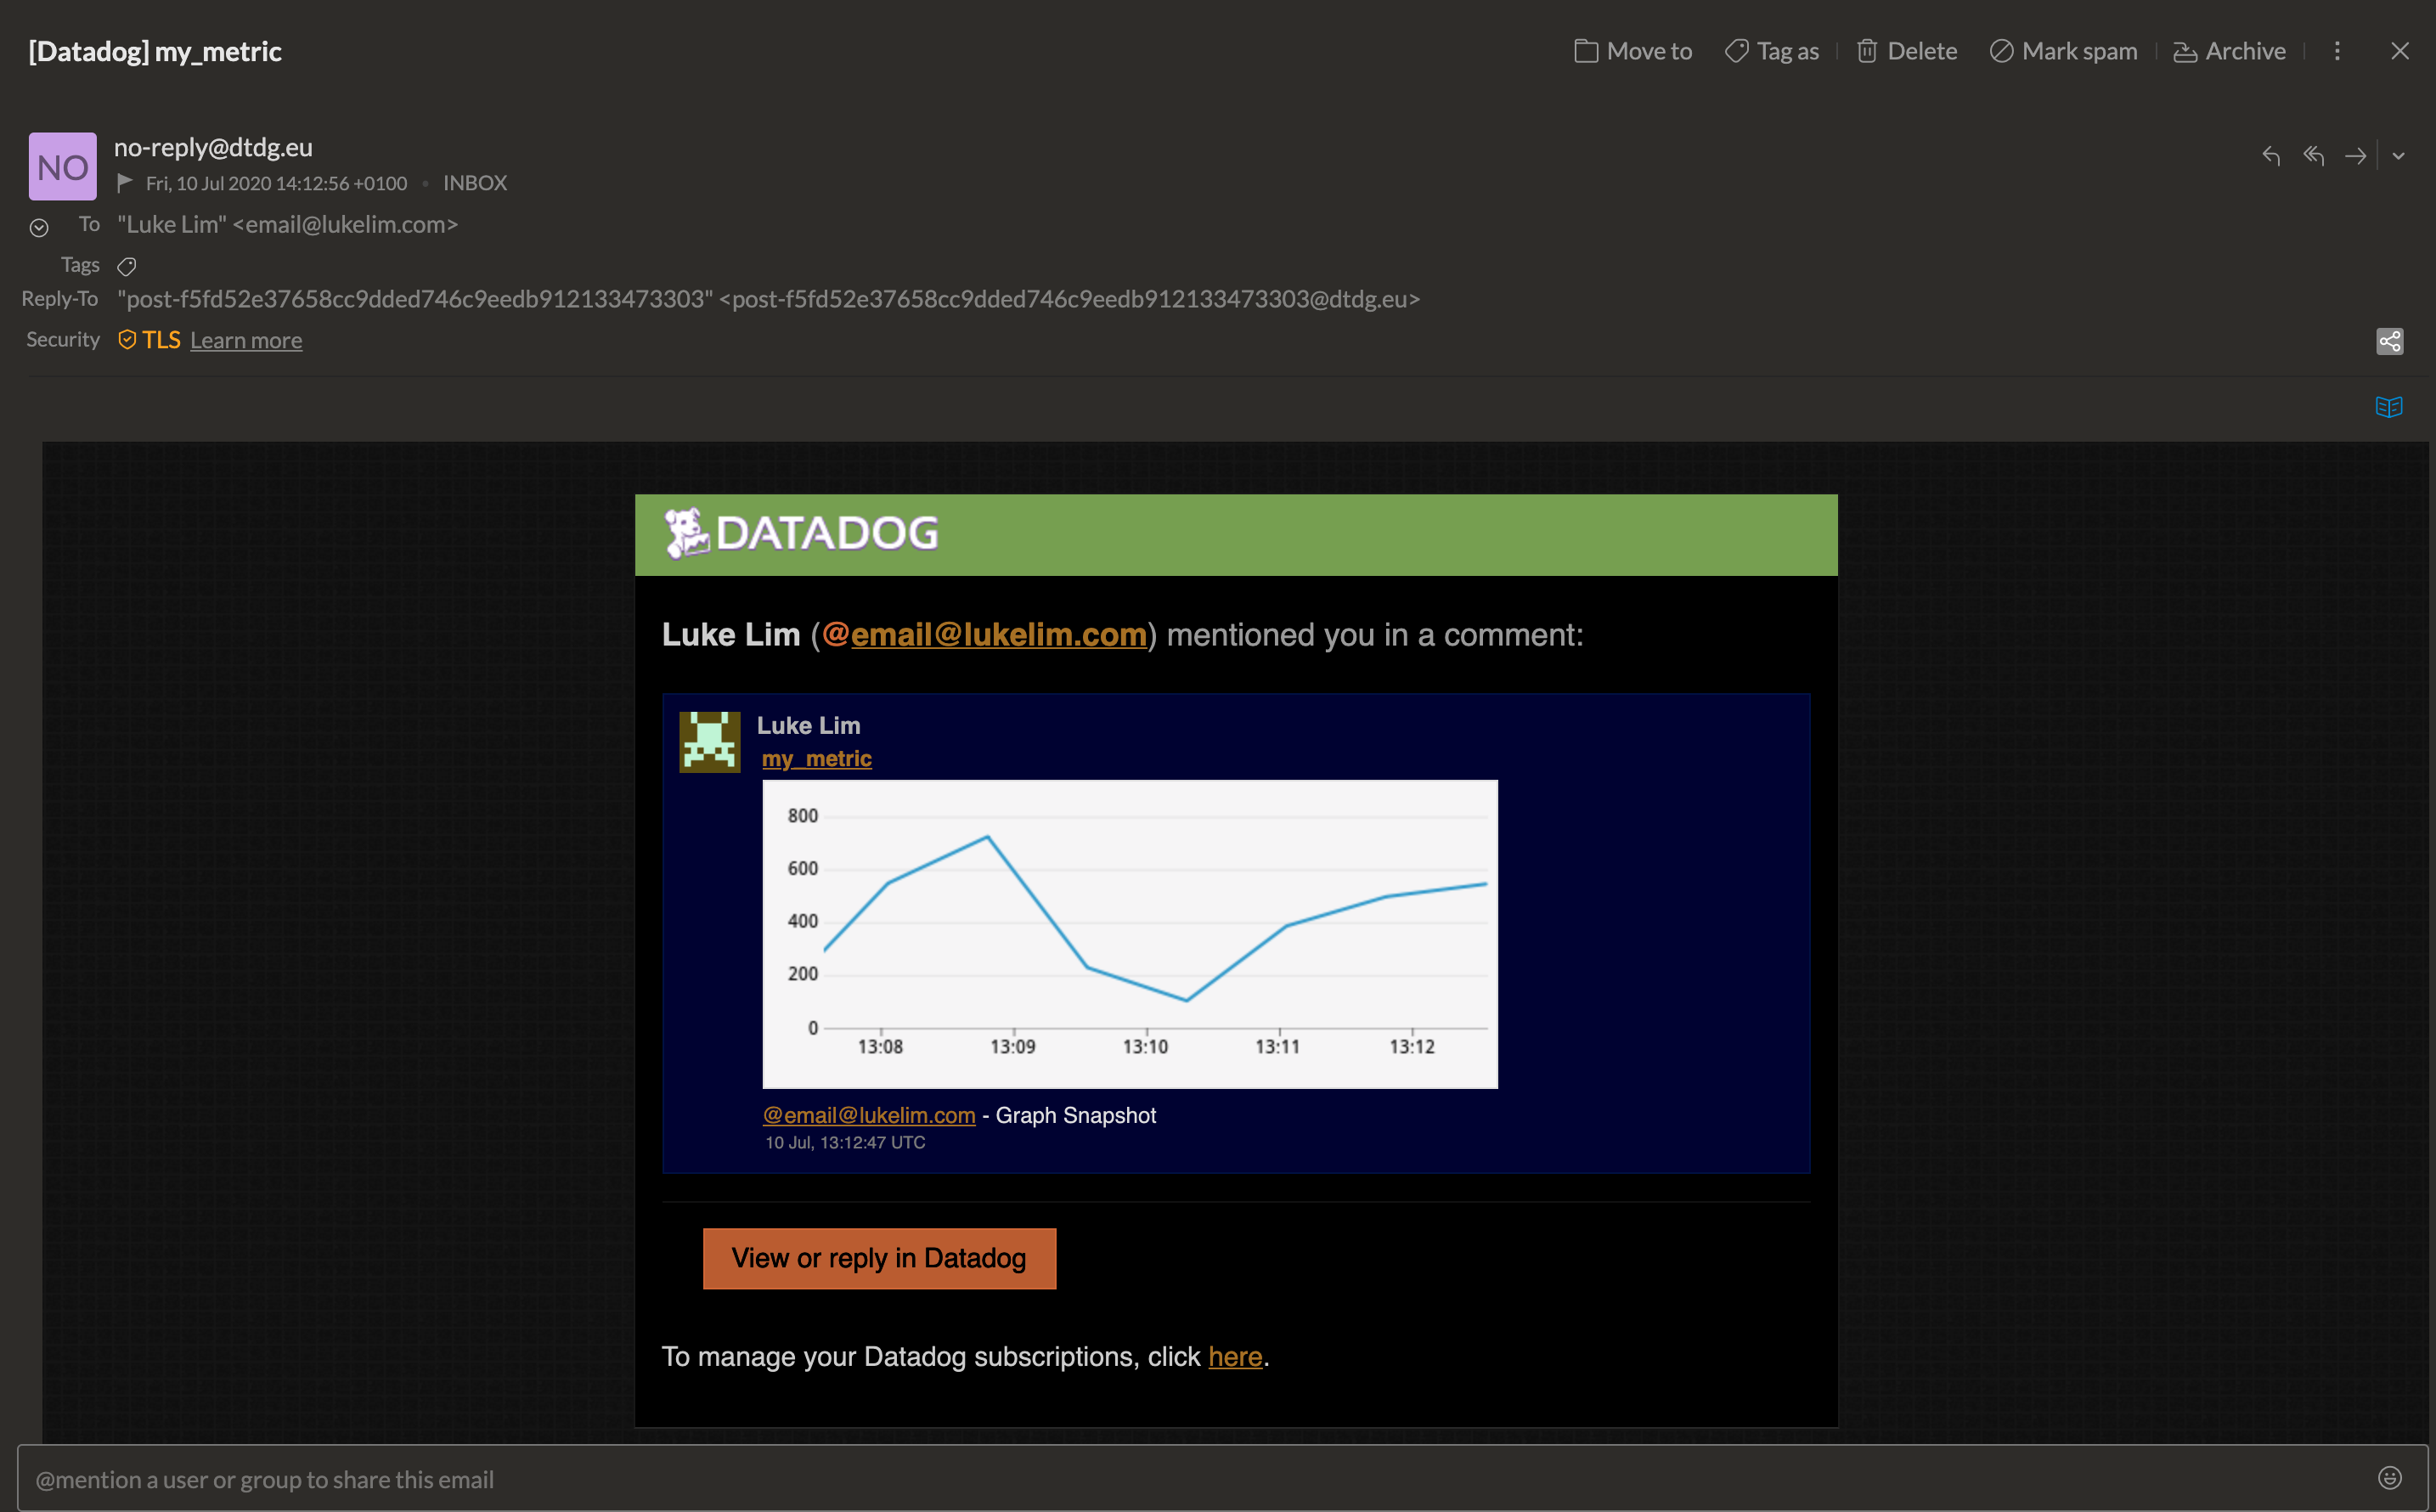 [Datadog] my_metric
Move to
Tag as
Delete
Mark spam
Archive
NO
no-reply@dtdg.eu
Fri, 10 Jul 2020 14:12:56 +0100 • INBOX
To "Luke Lim" <email@lukelim.com>
Tags
Reply-To "post-f5fd52e37658cc9dded746c9eedb912133473303" <post-f5fd52e37658cc9dded746c9eedb912133473303@dtdg.eu>
Security TLS Learn more
DATADOG
Luke Lim (@email@lukelim.com) mentioned you in a comment:
Luke Lim
my_metric
800
600
400
200
0
13:08 13:09 13:10 13:11 13:12
@email@lukelim.com - Graph Snapshot
10 Jul, 13:12:47 UTC
View or reply in Datadog
To manage your Datadog subscriptions, click here.
@mention a user or group to share this email